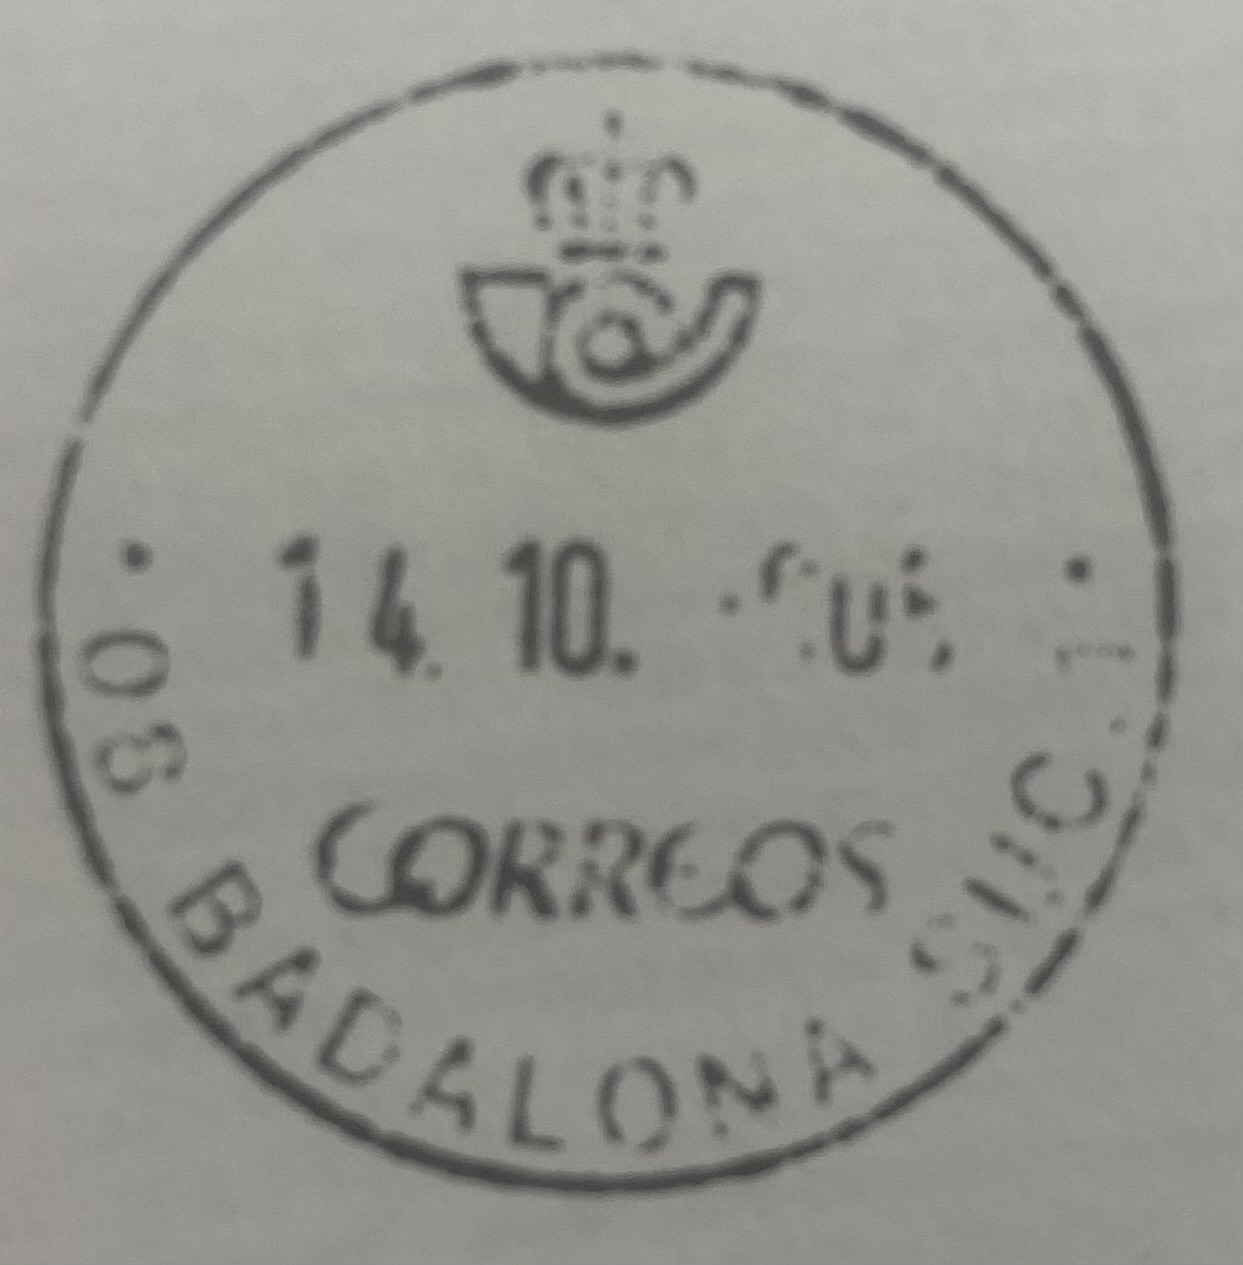 14. 10.
CORREOS
08 BADALONA SUC.